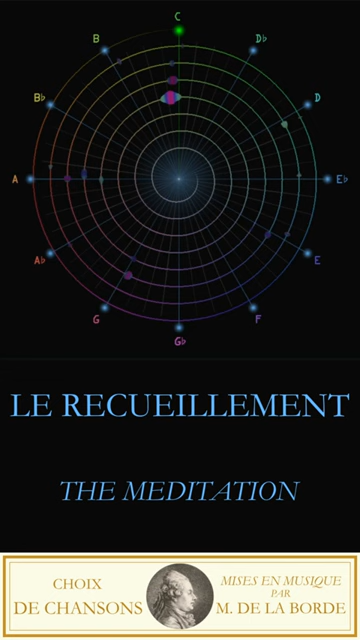 C
B
D♭
B♭
D
A
E♭
A♭
E
G
F
G♭
LE RECUEILLEMENT
THE MEDITATION
CHOIX
DE CHANSONS
MISES EN MUSIQUE
PAR
M. DE LA BORDE